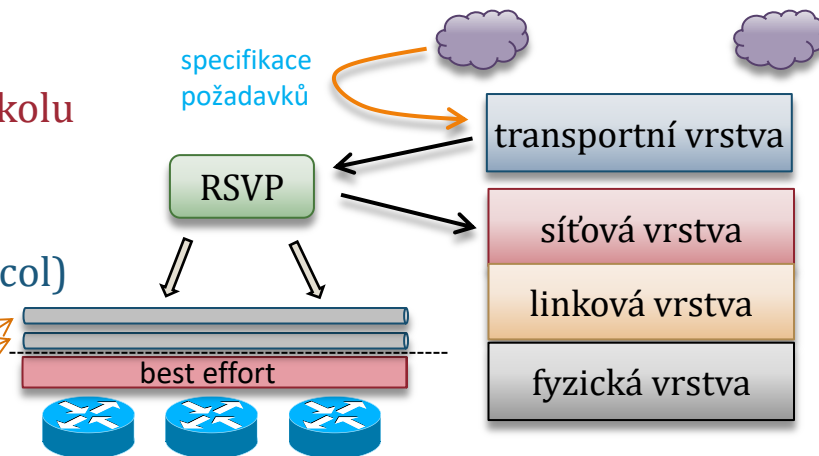 specifikace
požadavků
kolu
transportní vrstva
RSVP
síťová vrstva
col)
linková vrstva
best effort
fyzická vrstva